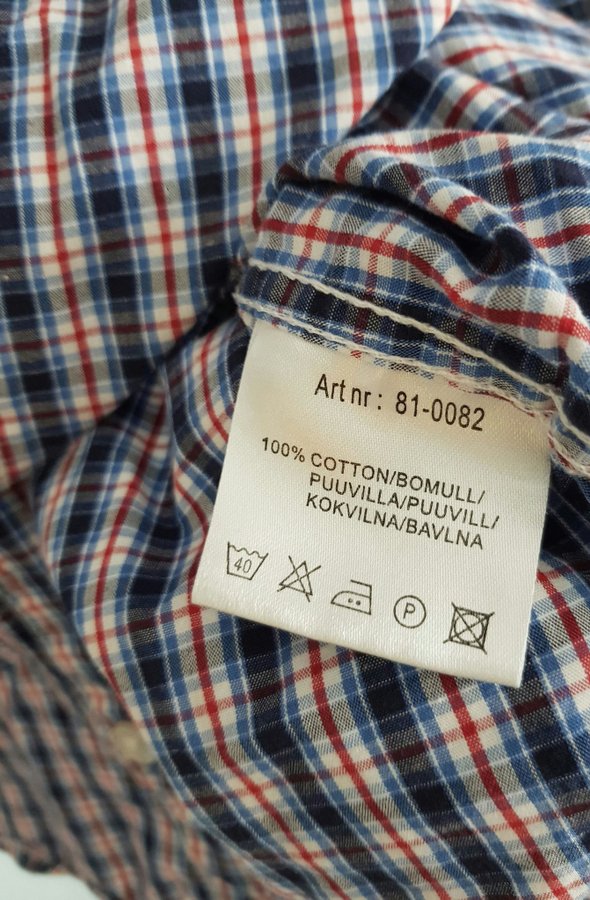 Art nr: 81-0082
100% COTTON/BOMULL/
PUUVILLA/PUUVILL/
KOKVILNA/BAVLNA
40 P